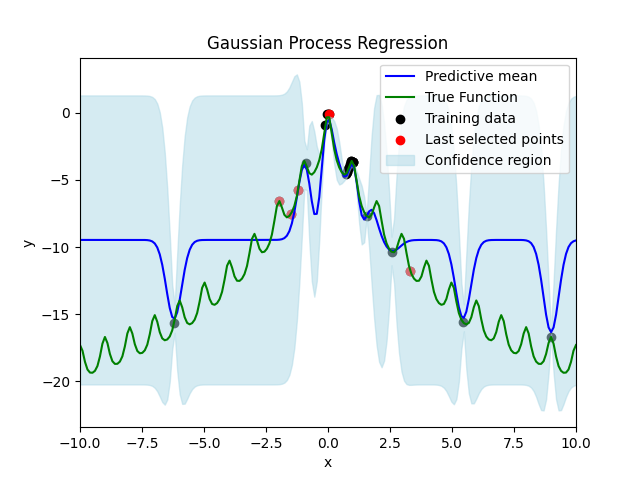 Gaussian Process Regression
Predictive mean
True Function
Training data
Last selected points
Confidence region
y
0
−5
−10
−15
−20
−10.0 −7.5 −5.0 −2.5 0.0 2.5 5.0 7.5 10.0
x